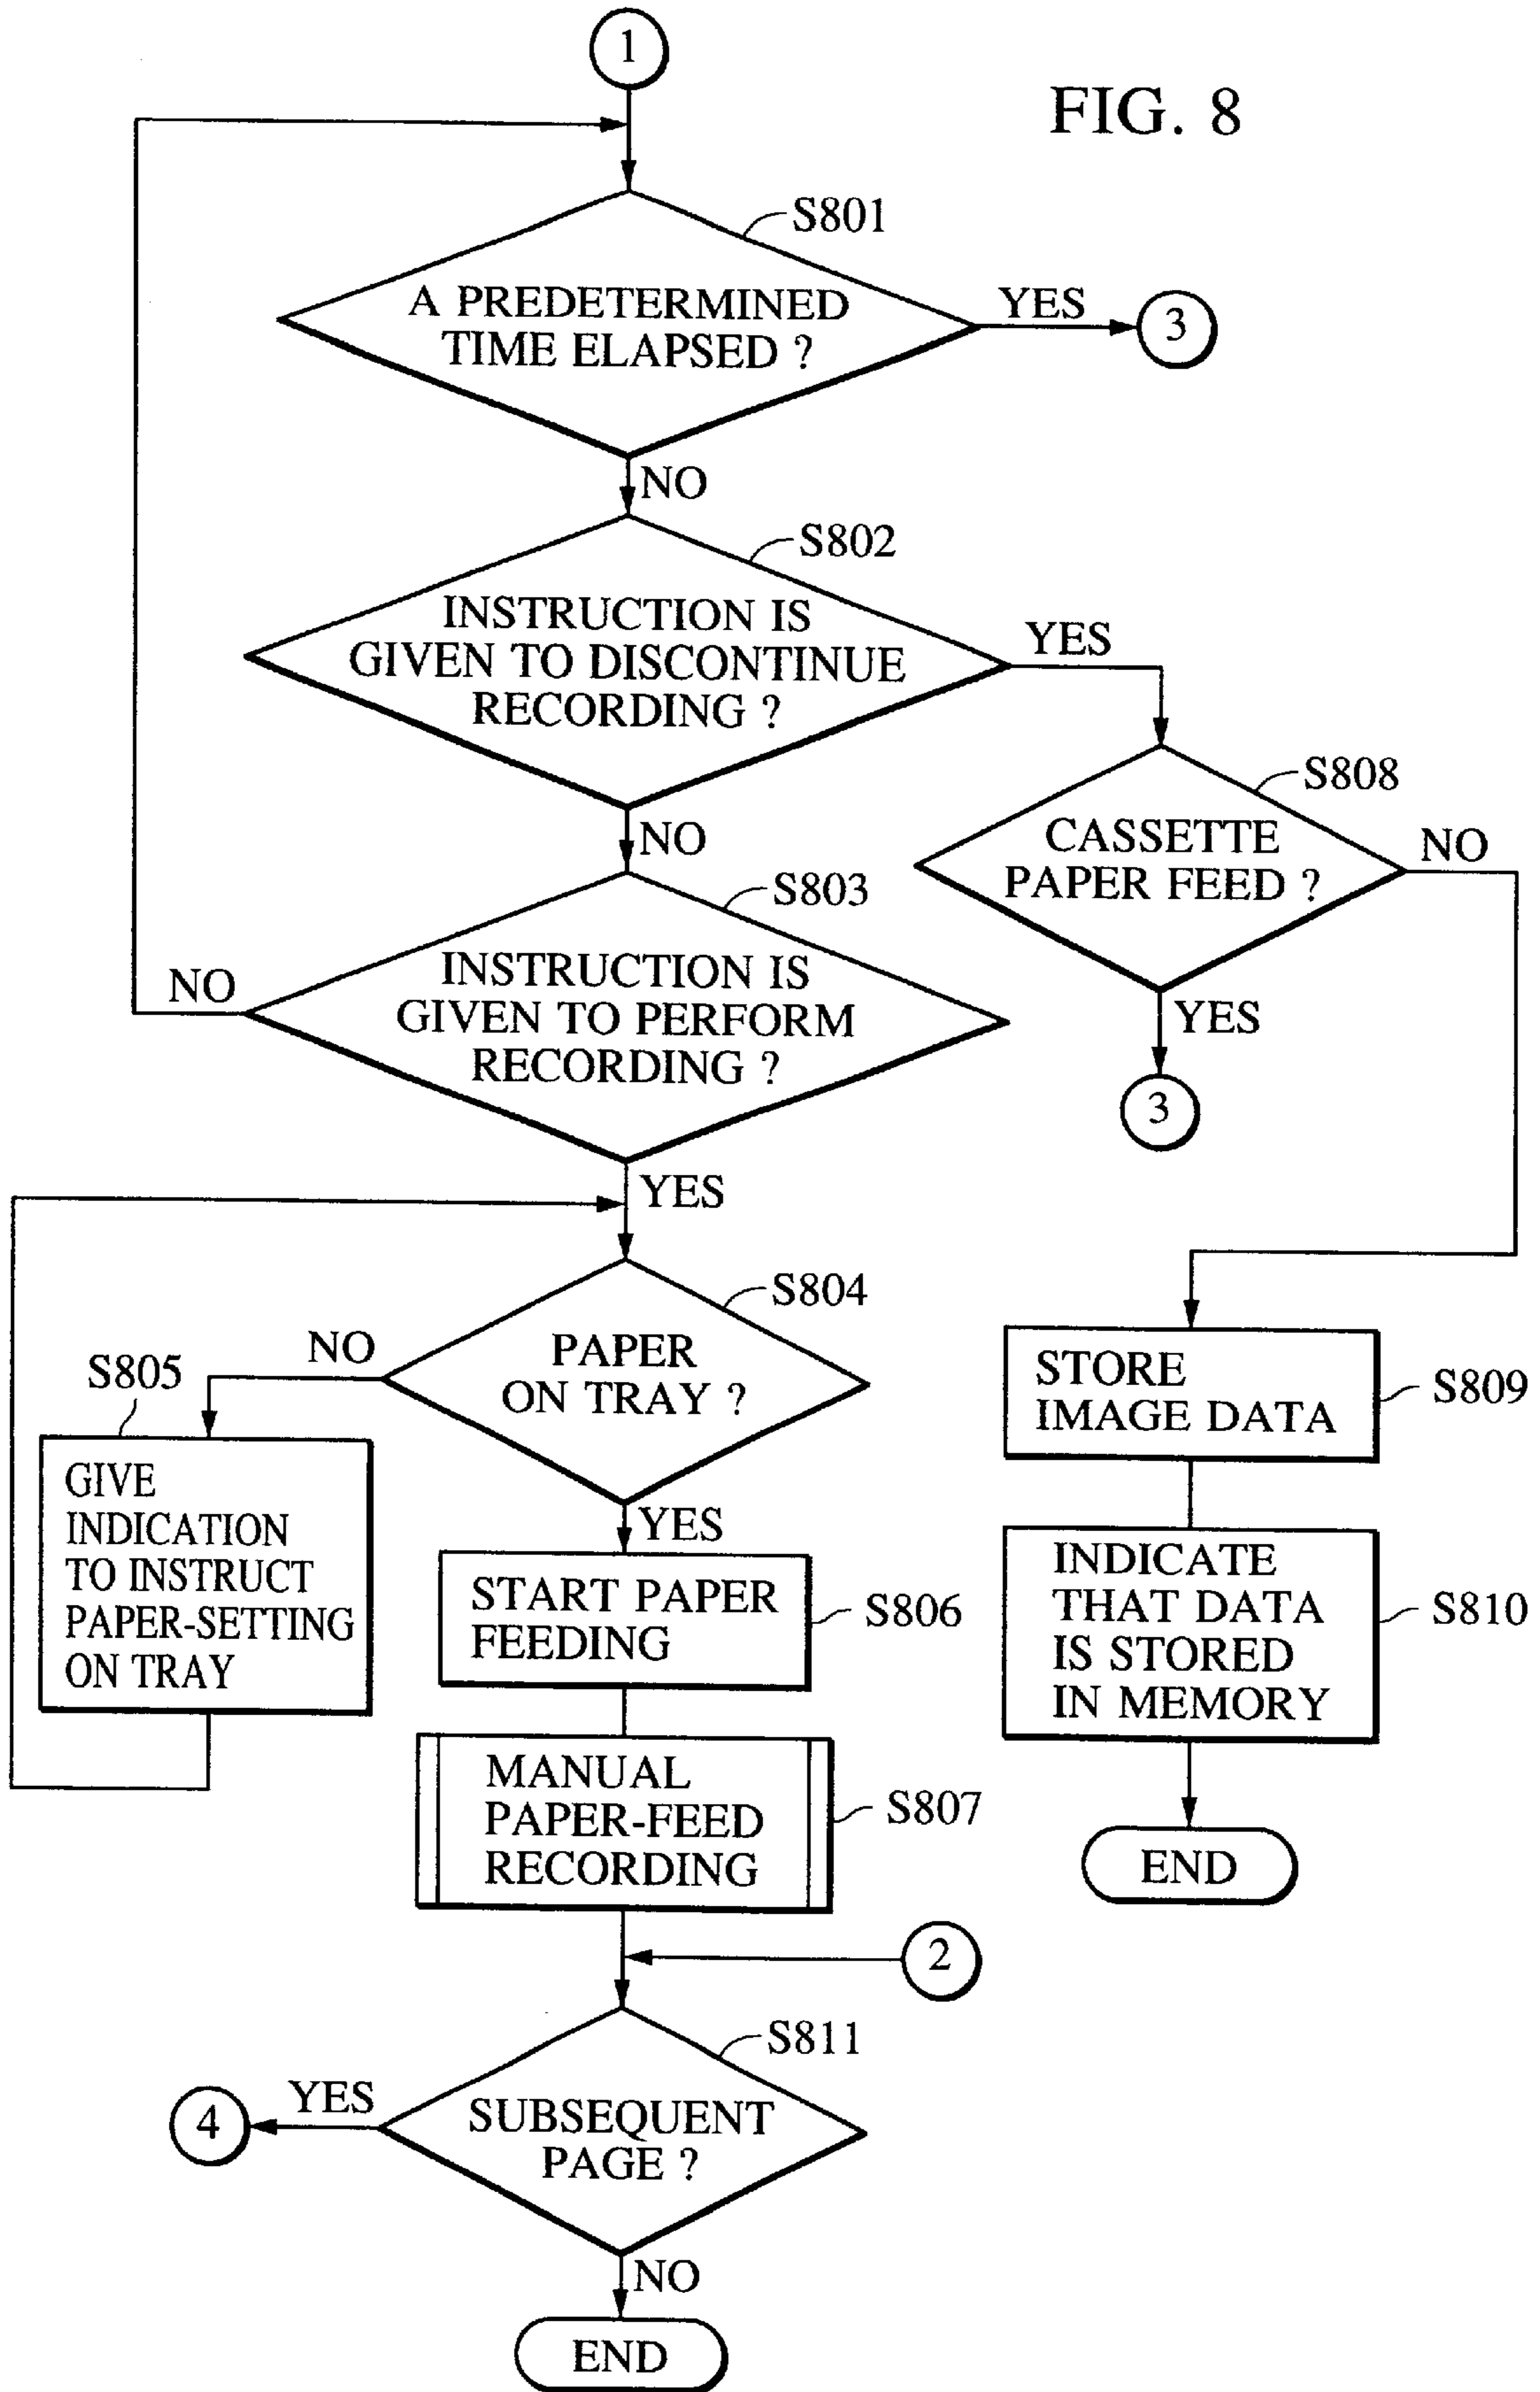 1
FIG. 8
S801
A PREDETERMINED
TIME ELAPSED ?
YES
3
NO
S802
INSTRUCTION IS
GIVEN TO DISCONTINUE
RECORDING ?
YES
S808
CASSETTE
PAPER FEED ?
NO
YES
3
NO
S803
INSTRUCTION IS
GIVEN TO PERFORM
RECORDING ?
NO
YES
S804
PAPER
ON TRAY ?
NO
S805
GIVE
INDICATION
TO INSTRUCT
PAPER-SETTING
ON TRAY
YES
START PAPER
FEEDING
S806
MANUAL
PAPER-FEED
RECORDING
S807
STORE
IMAGE DATA
S809
INDICATE
THAT DATA
IS STORED
IN MEMORY
S810
END
2
S811
SUBSEQUENT
PAGE ?
YES
4
NO
END